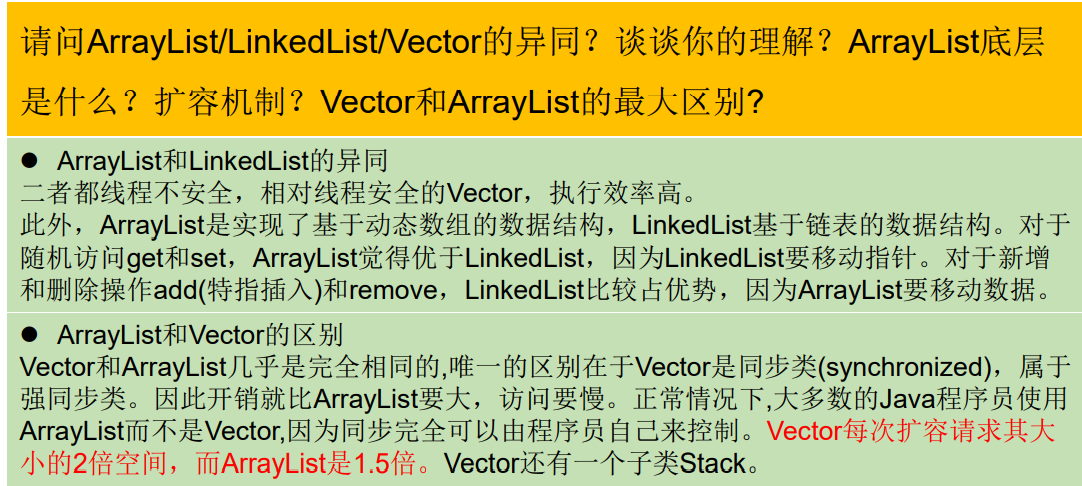 请问ArrayList/LinkedList/Vector的异同？谈谈你的理解？ArrayList底层
是什么？扩容机制？Vector和ArrayList的最大区别?
● ArrayList和LinkedList的异同
二者都线程不安全，相对线程安全的Vector，执行效率高。
此外，ArrayList是实现了基于动态数组的数据结构，LinkedList基于链表的数据结构。对于
随机访问get和set，ArrayList觉得优于LinkedList，因为LinkedList要移动指针。对于新增
和删除操作add(特指插入)和remove，LinkedList比较占优势，因为ArrayList要移动数据。
● ArrayList和Vector的区别
Vector和ArrayList几乎是完全相同的,唯一的区别在于Vector是同步类(synchronized)，属于
强同步类。因此开销就比ArrayList要大，访问要慢。正常情况下,大多数的Java程序员使用
ArrayList而不是Vector,因为同步完全可以由程序员自己来控制。Vector每次扩容请求其大
小的2倍空间，而ArrayList是1.5倍。Vector还有一个子类Stack。